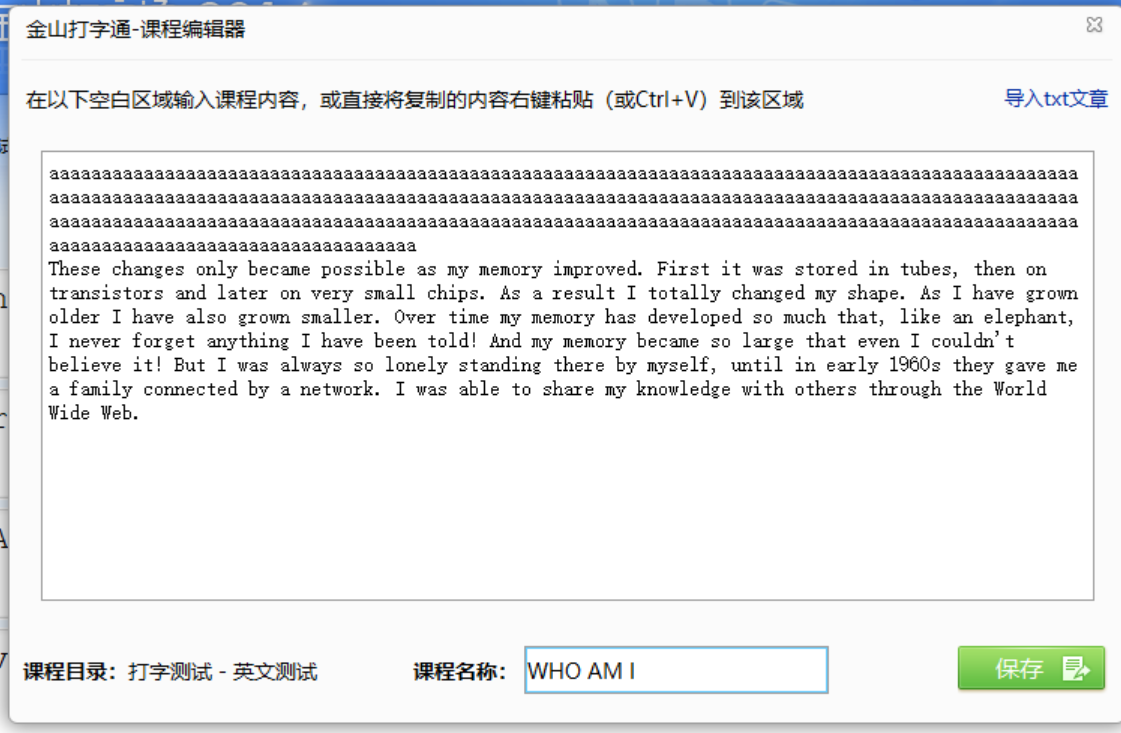 金山打字通-课程编辑器
在以下空白区域输入课程内容，或直接将复制的内容右键粘贴（或Ctrl+V）到该区域
导入txt文章
aaaaaaaaaaaaaaaaaaaaaaaaaaaaaaaaaaaaaaaaaaaaaaaaaaaaaaaaaaaaaaaaaaaaaaaaaaaaaaaaaaaaaaaaaaaaaaaaaa
aaaaaaaaaaaaaaaaaaaaaaaaaaaaaaaaaaaaaaaaaaaaaaaaaaaaaaaaaaaaaaaaaaaaaaaaaaaaaaaaaaaaaaaaaaaaaaaaaa
aaaaaaaaaaaaaaaaaaaaaaaaaaaaaaaaaaaaaaaaaaaaaaaaaaaaaaaaaaaaaaaaaaaaaaaaaaaaaaaaaaaaaaaaaaaaaaaaaa
aaaaaaaaaaaaaaaaaaaaaaaaaaaaaaaaaaa
These changes only became possible as my memory improved. First it was stored in tubes, then on
transistors and later on very small chips. As a result I totally changed my shape. As I have grown
older I have also grown smaller. Over time my memory has developed so much that, like an elephant,
I never forget anything I have been told! And my memory became so large that even I couldn't
believe it! But I was always so lonely standing there by myself, until in early 1960s they gave me
a family connected by a network. I was able to share my knowledge with others through the World
Wide Web.
课程目录：打字测试 - 英文测试
课程名称：
WHO AM I
保存